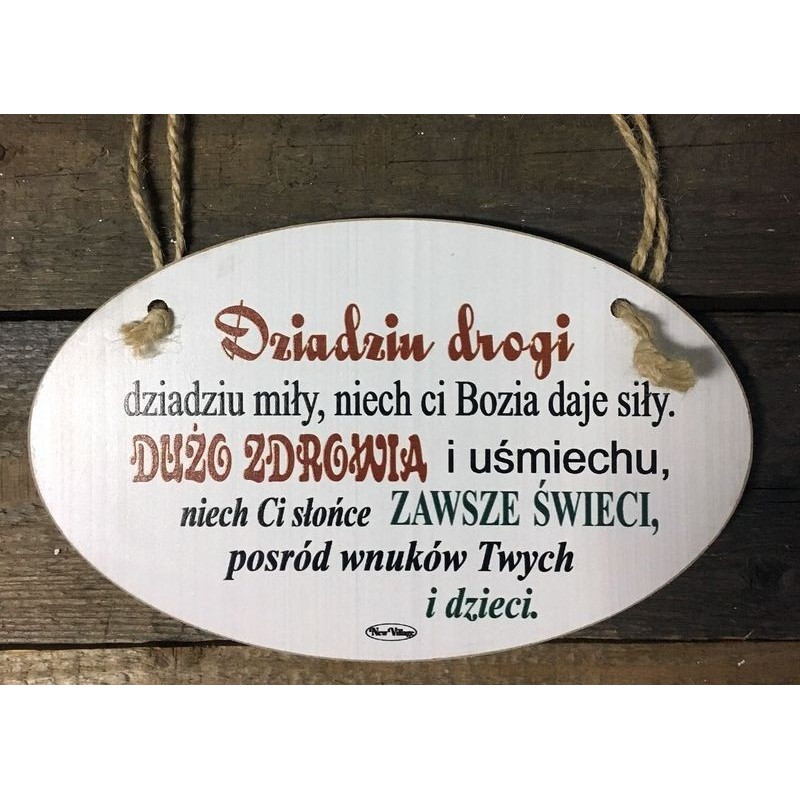 Dziadziu drogi
dziadziu miły, niech ci Bozia daje siły.
DUŻO ZDROWIA i uśmiechu,
niech Ci słońce ZAWSZE ŚWIECI,
posród wnuków Twych
i dzieci.
New Village